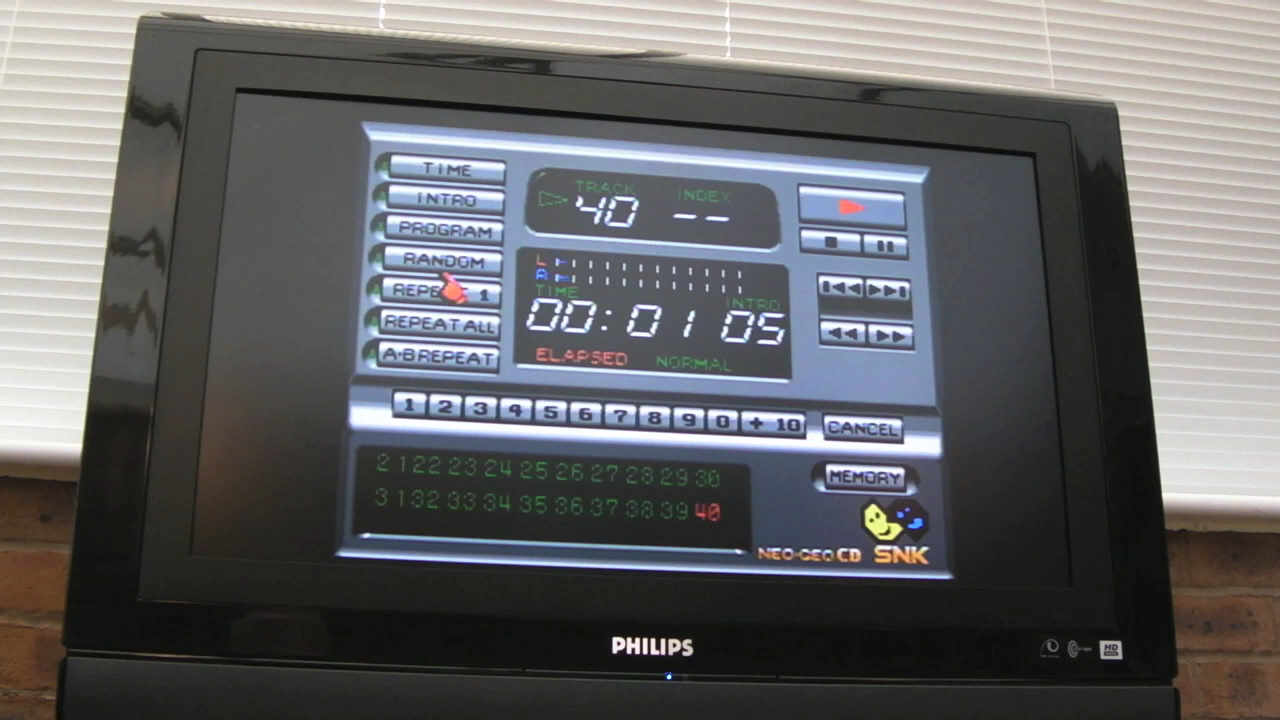 TIME
INTRO
PROGRAM
RANDOM
1
REPEAT ALL
A·B REPEAT
TRACK INDEX
40 --
L
R
TIME INTRO
00:01 05
ELAPSED NORMAL
1 2 3 4 5 6 7 8 9 0 + 10
CANCEL
21 22 23 24 25 26 27 28 29 30
31 32 33 34 35 36 37 38 39 40
MEMORY
NEO·GEO CD SNK
PHILIPS
HD